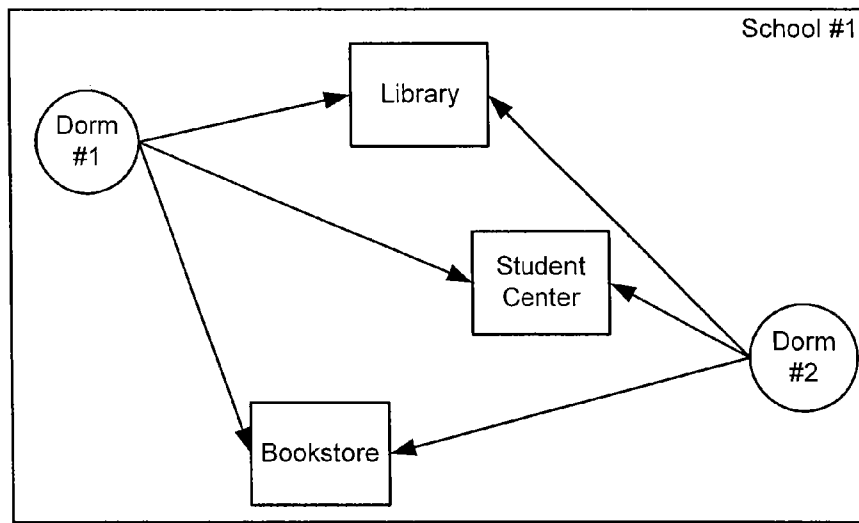 School #1
Library
Dorm
#1
Student
Center
Dorm
#2
Bookstore